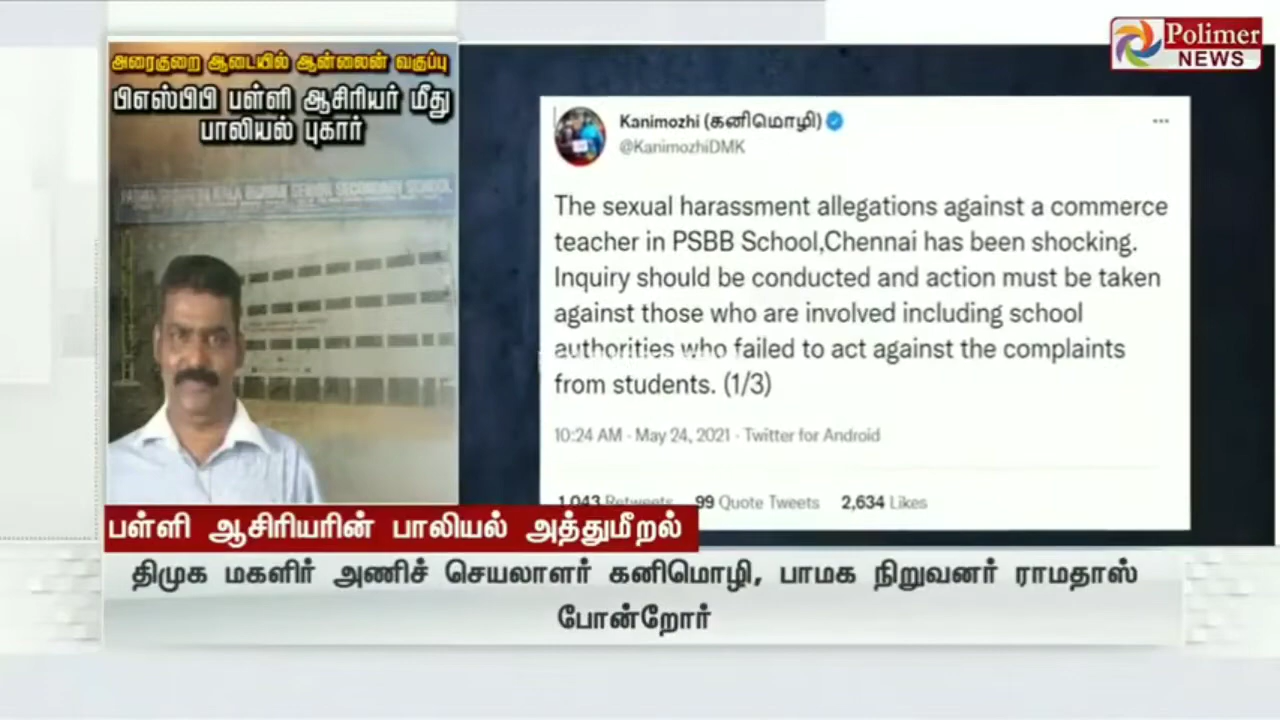 Polimer
NEWS
அரைகுறை ஆடையில் ஆன்லைன் வகுப்பு
பிஎஸ்பிபி பள்ளி ஆசிரியர் மீது
பாலியல் புகார்
SENIOR SECONDARY SCHOOL
Kanimozhi (கனிமொழி)
@KanimozhiDMK
The sexual harassment allegations against a commerce
teacher in PSBB School,Chennai has been shocking.
Inquiry should be conducted and action must be taken
against those who are involved including school
authorities who failed to act against the complaints
from students. (1/3)
10:24 AM · May 24, 2021 · Twitter for Android
1,043 Retweets 99 Quote Tweets 2,634 Likes
பள்ளி ஆசிரியரின் பாலியல் அத்துமீறல்
திமுக மகளிர் அணிச் செயலாளர் கனிமொழி, பாமக நிறுவனர் ராமதாஸ்
போன்றோர்